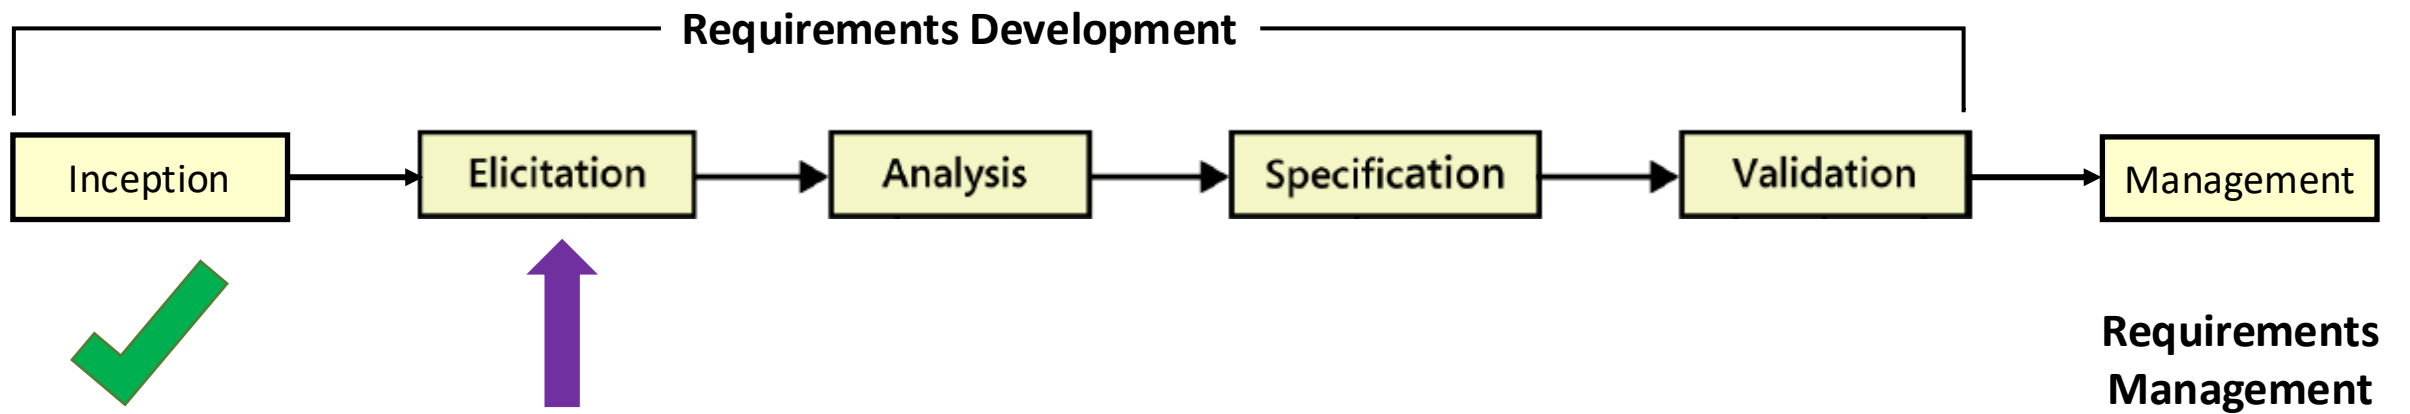 Requirements Development
Inception
Elicitation
Analysis
Specification
Validation
Management
Requirements
Management